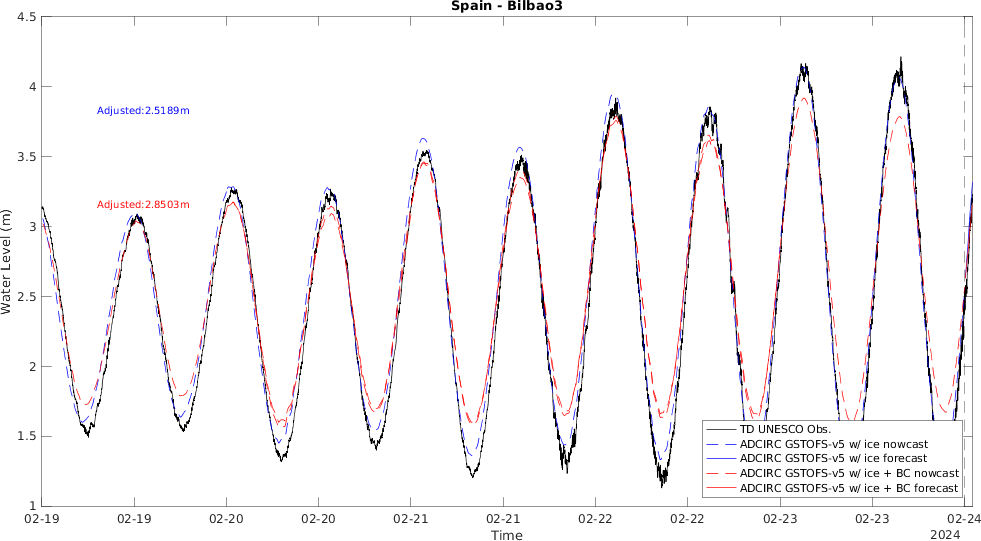 Spain - Bilbao3
4.5
4
3.5
3
2.5
2
1.5
1
Water Level (m)
Adjusted:2.5189m
Adjusted:2.8503m
TD UNESCO Obs.
ADCIRC GSTOFS-v5 w/ ice nowcast
ADCIRC GSTOFS-v5 w/ ice forecast
ADCIRC GSTOFS-v5 w/ ice + BC nowcast
ADCIRC GSTOFS-v5 w/ ice + BC forecast
02-19 02-19 02-20 02-20 02-21 02-21 02-22 02-22 02-23 02-23 02-24
Time
2024